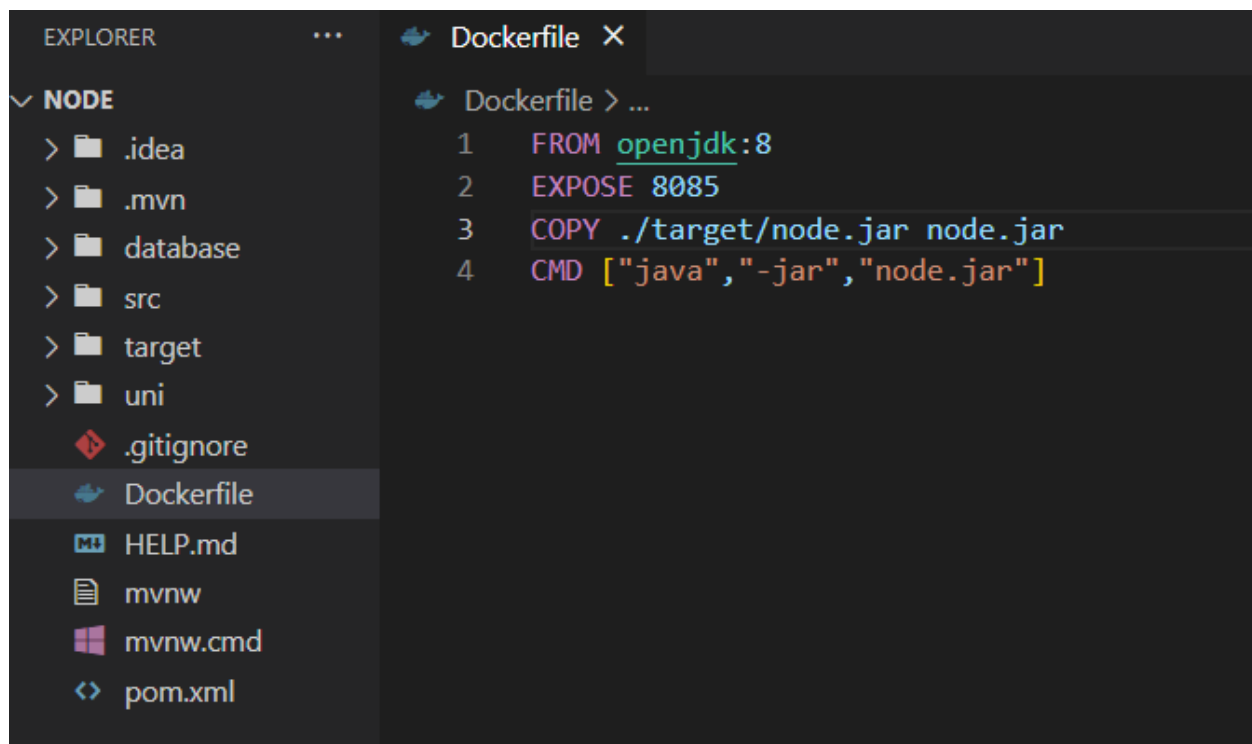 EXPLORER ···
NODE
.idea
.mvn
database
src
target
uni
.gitignore
Dockerfile
HELP.md
mvnw
mvnw.cmd
pom.xml
Dockerfile ×
Dockerfile > ...
1 FROM openjdk:8
2 EXPOSE 8085
3 COPY ./target/node.jar node.jar
4 CMD ["java","-jar","node.jar"]